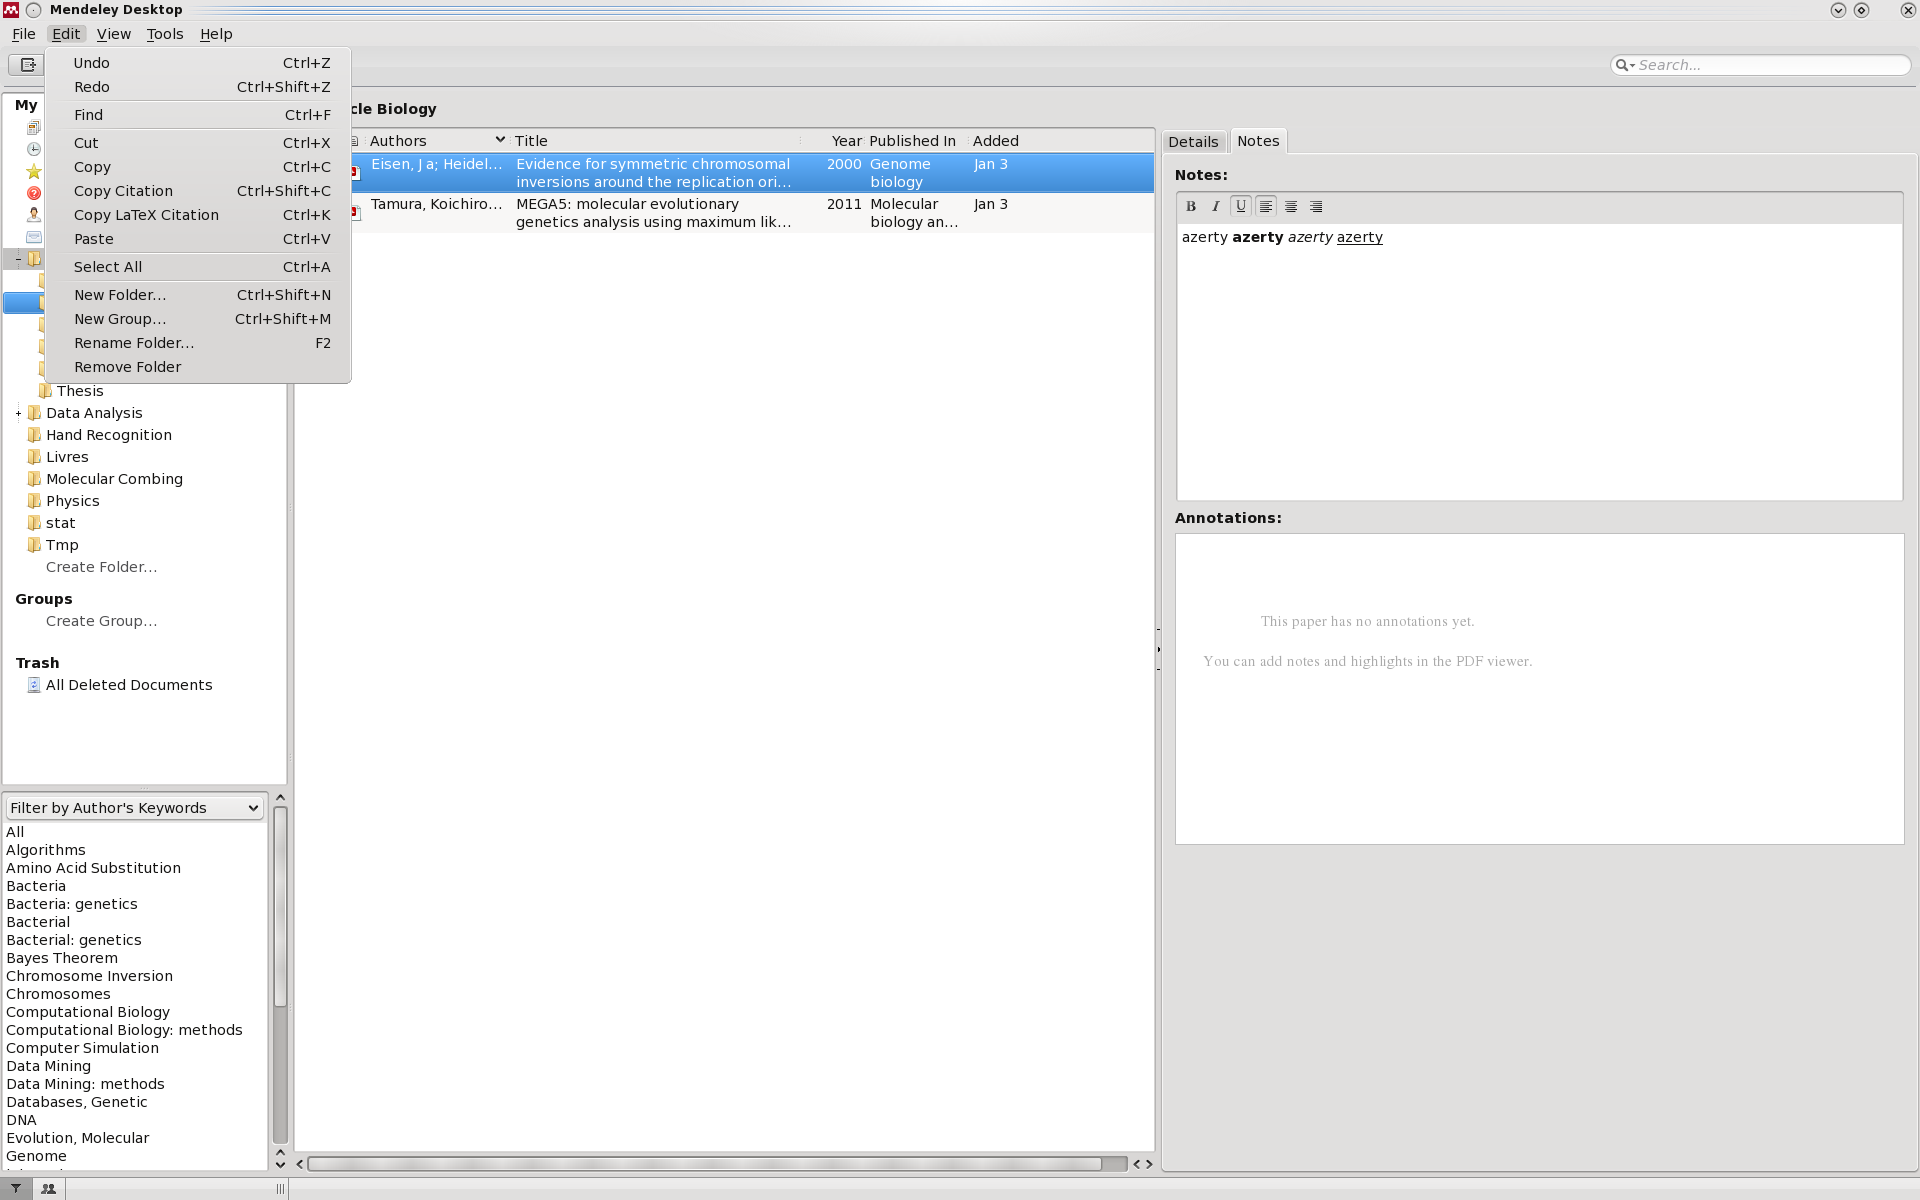 Mendeley Desktop
File Edit View Tools Help
Search...
Undo Ctrl+Z
Redo Ctrl+Shift+Z
Find Ctrl+F
Cut Ctrl+X
Copy Ctrl+C
Copy Citation Ctrl+Shift+C
Copy LaTeX Citation Ctrl+K
Paste Ctrl+V
Select All Ctrl+A
New Folder... Ctrl+Shift+N
New Group... Ctrl+Shift+M
Rename Folder... F2
Remove Folder
My
Thesis
Data Analysis
Hand Recognition
Livres
Molecular Combing
Physics
stat
Tmp
Create Folder...
Groups
Create Group...
Trash
All Deleted Documents
Filter by Author's Keywords
All
Algorithms
Amino Acid Substitution
Bacteria
Bacteria: genetics
Bacterial
Bacterial: genetics
Bayes Theorem
Chromosome Inversion
Chromosomes
Computational Biology
Computational Biology: methods
Computer Simulation
Data Mining
Data Mining: methods
Databases, Genetic
DNA
Evolution, Molecular
Genome
cle Biology
Authors Title Year Published In Added
Eisen, J a; Heidel... Evidence for symmetric chromosomal 2000 Genome Jan 3
inversions around the replication ori... biology
Tamura, Koichiro... MEGA5: molecular evolutionary 2011 Molecular Jan 3
genetics analysis using maximum lik... biology an...
Details Notes
Notes:
B I U
azerty azerty azerty azerty
Annotations:
This paper has no annotations yet.
You can add notes and highlights in the PDF viewer.